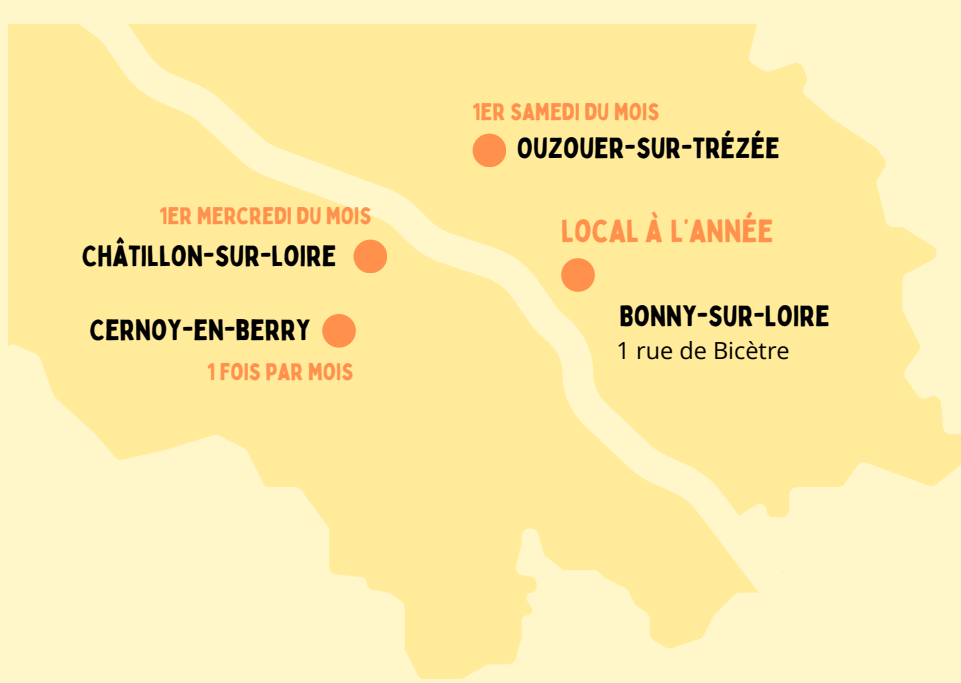 1ER SAMEDI DU MOIS
OUZOUER-SUR-TRÉZÉE
1ER MERCREDI DU MOIS
CHÂTILLON-SUR-LOIRE
LOCAL À L'ANNÉE
BONNY-SUR-LOIRE
1 rue de Bicètre
CERNOY-EN-BERRY
1 FOIS PAR MOIS